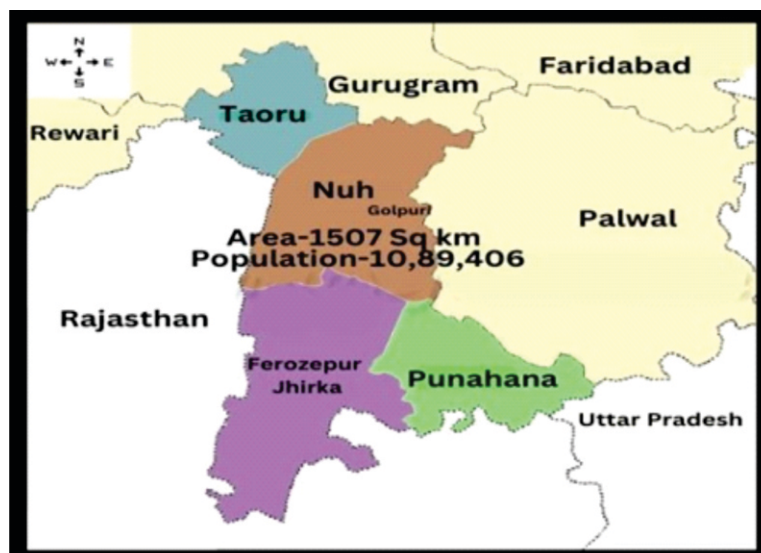 N
W E
S
Gurugram
Faridabad
Taoru
Rewari
Nuh
Golpuri
Palwal
Area-1507 Sq km
Population-10,89,406
Rajasthan
Ferozepur
Jhirka
Punahana
Uttar Pradesh